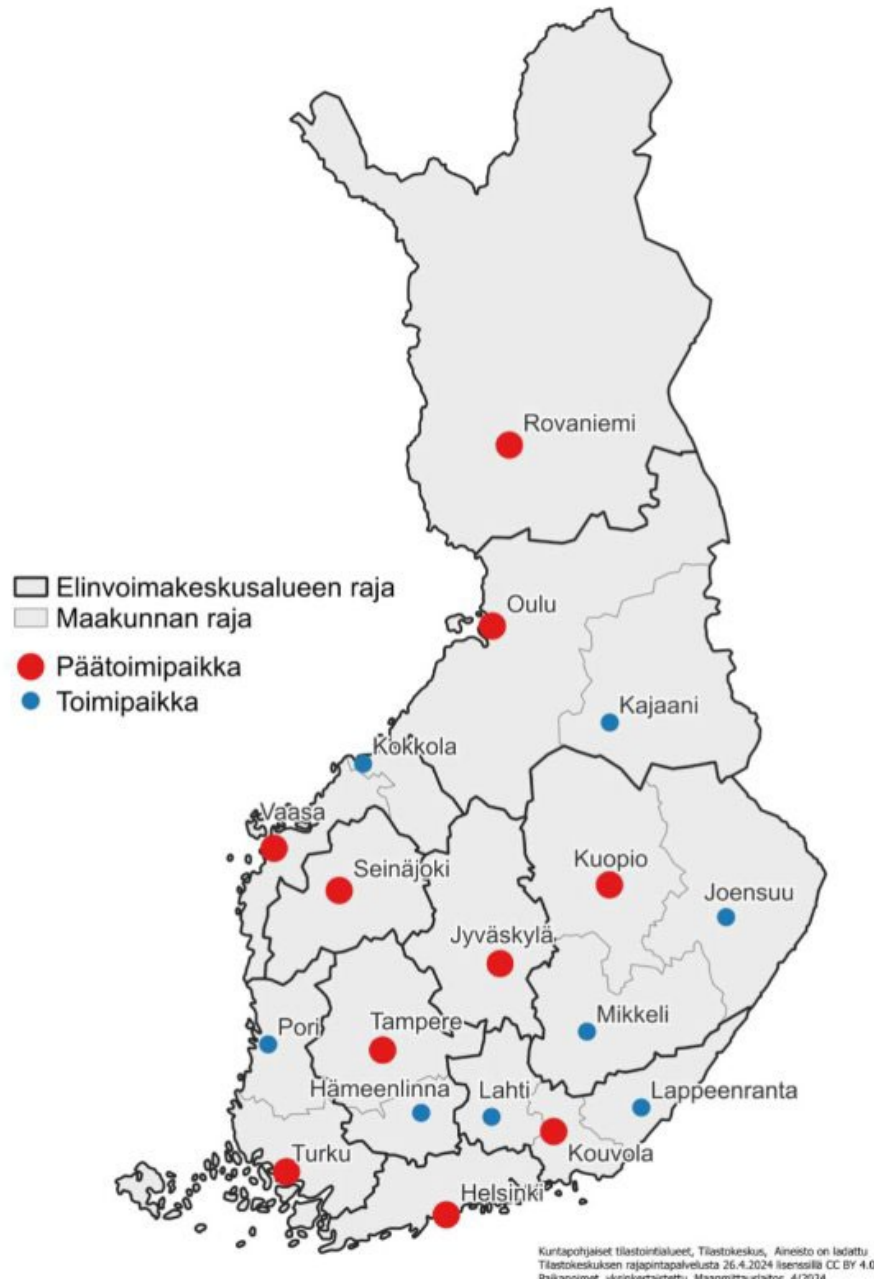 Rovaniemi
Elinvoimakeskusalueen raja
Maakunnan raja
Oulu
Päätoimipaikka
Toimipaikka
Kajaani
Kokkola
Vaasa
Seinäjoki
Kuopio
Joensuu
Jyväskylä
Pori
Tampere
Mikkeli
Hämeenlinna
Lahti
Lappeenranta
Turku
Kouvola
Helsinki
Kuntapohjaiset tilastointialueet, Tilastokeskus, Aineisto on ladattu
Tilastokeskuksen rajapintapalvelusta 26.4.2024 lisenssillä CC BY 4.0